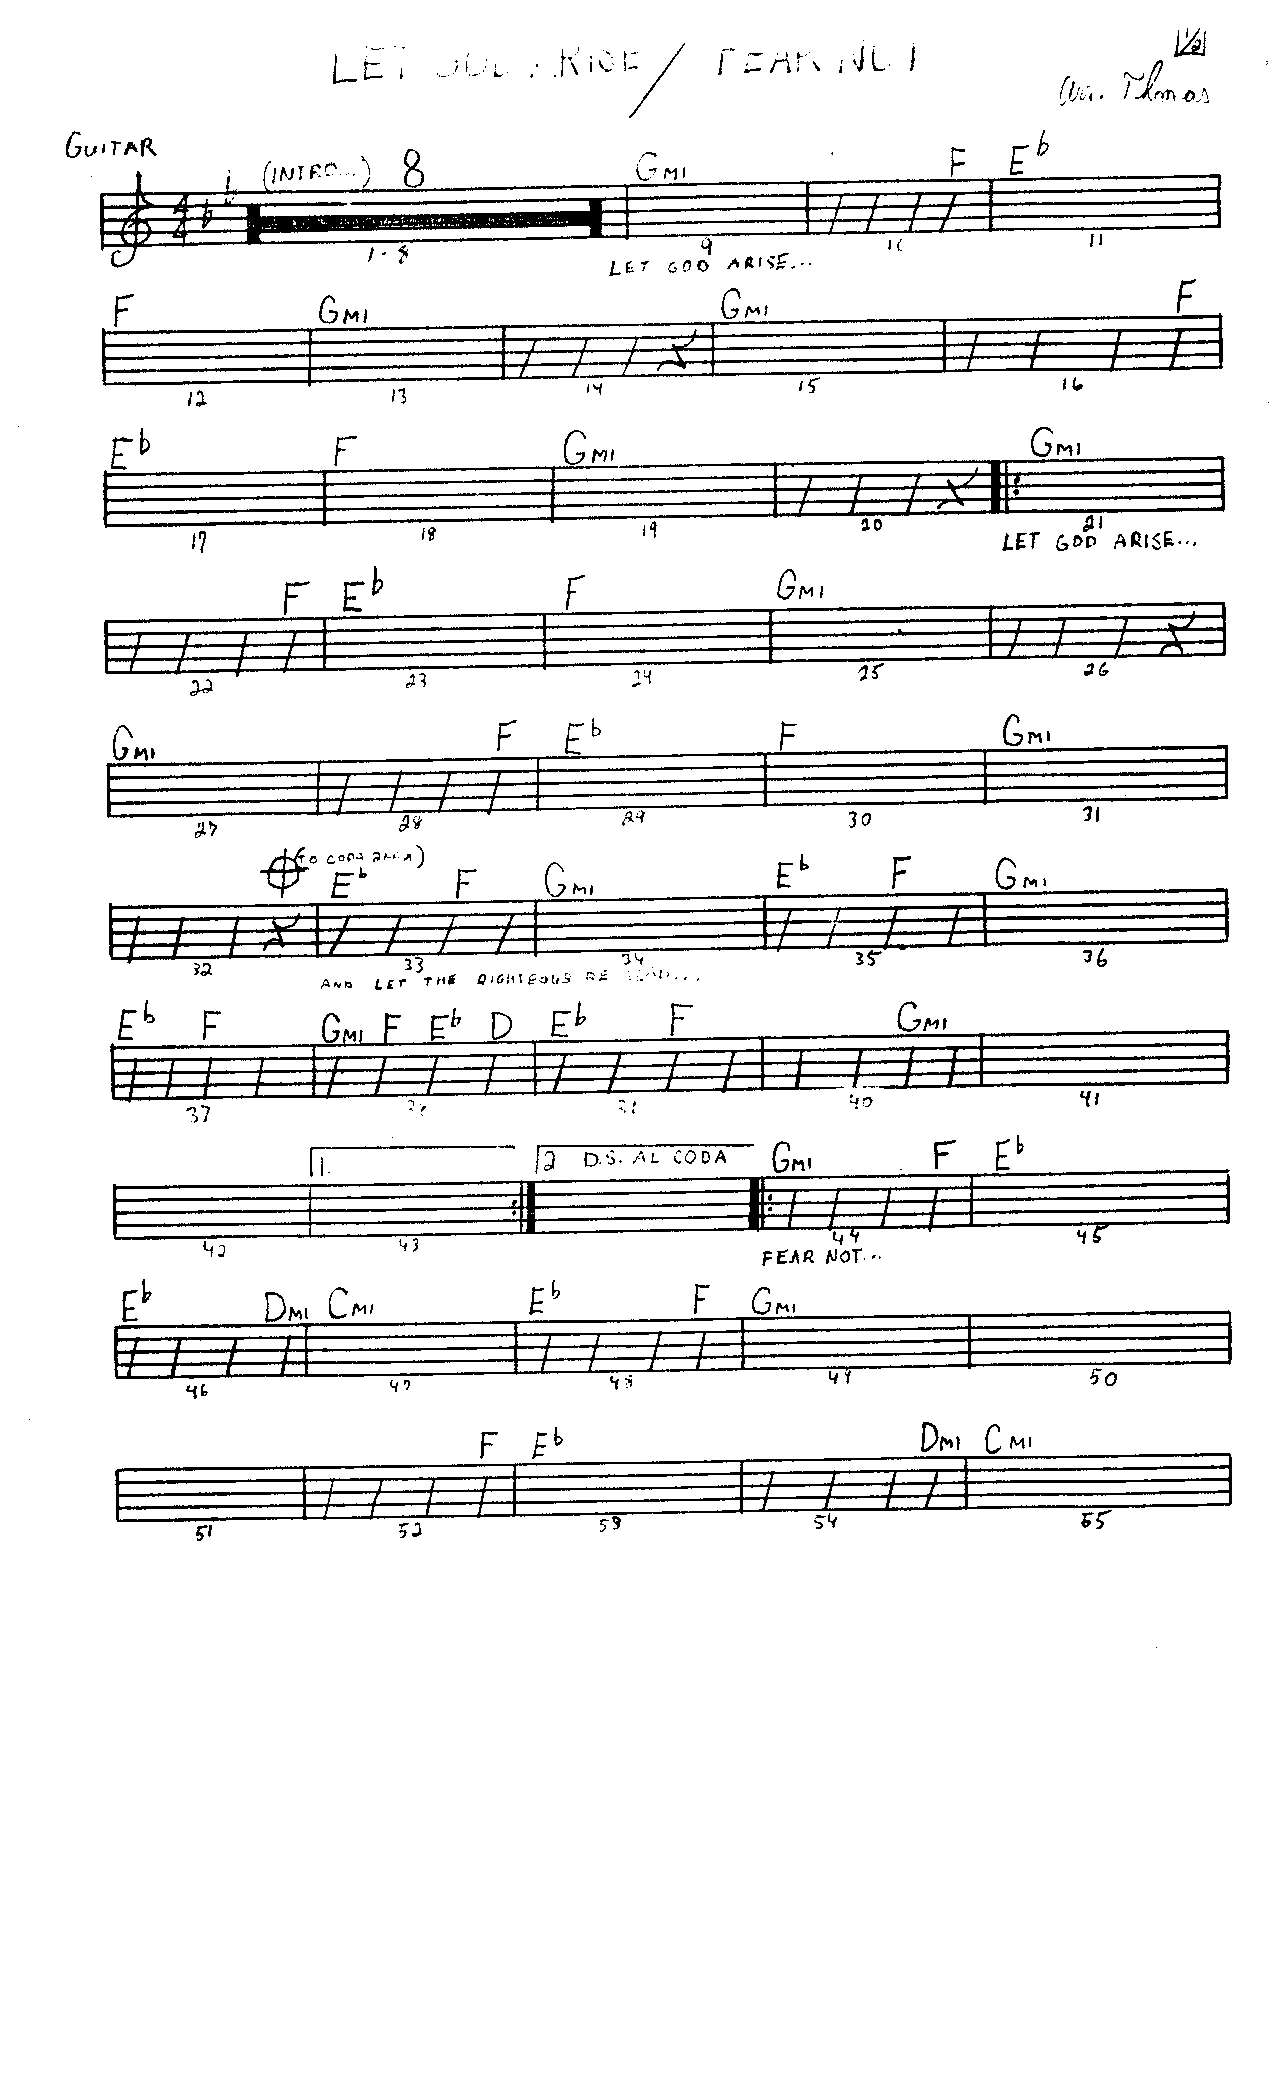 LET GOD ARISE / FEAR NOT
1/2
Arr. Thomas
GUITAR
(INTRO...) 8 GMI F E♭
4 4 1-8 9 10 11
LET GOD ARISE...
F GMI GMI F
12 13 14 15 16
E♭ F GMI GMI
17 18 19 20 21
LET GOD ARISE...
F E♭ F GMI
22 23 24 25 26
GMI F E♭ F GMI
27 28 29 30 31
(TO CODA
E♭ F GMI E♭ F GMI
32 33 34 35 36
AND LET THE RIGHTEOUS BE
E♭ F GMI F E♭ D E♭ F GMI
37 40 41
1. 2 D.S. AL CODA GMI F E♭
42 43 44 45
FEAR NOT...
E♭ DMI CMI E♭ F GMI
46 47 48 49 50
F E♭ DMI CMI
51 52 53 54 55